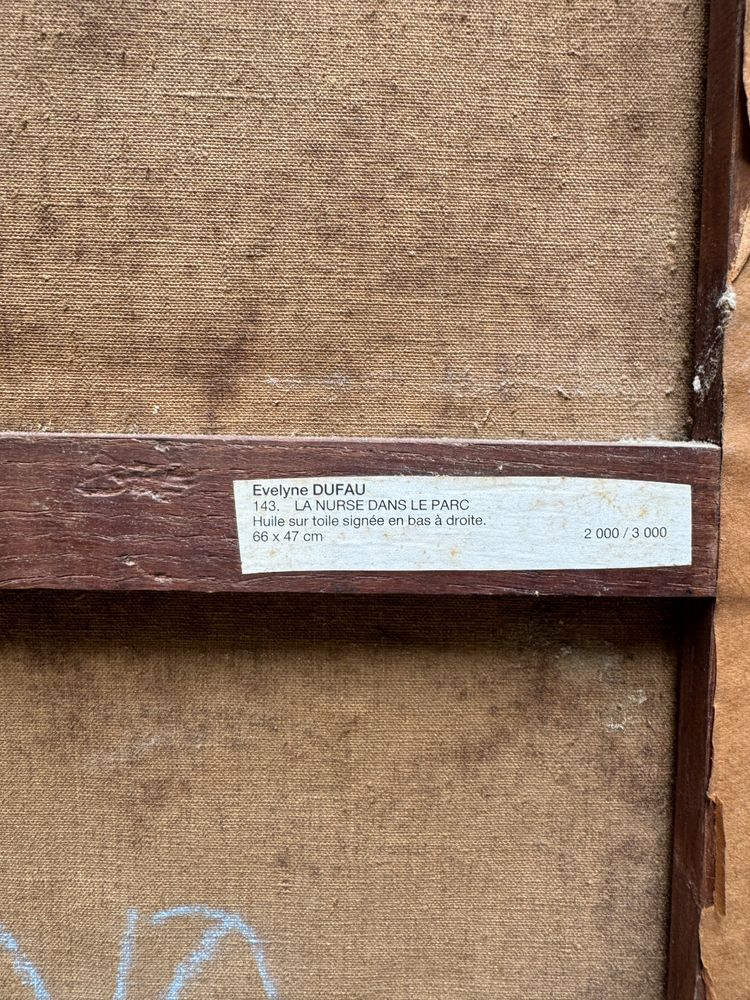 Evelyne DUFAU
143. LA NURSE DANS LE PARC
Huile sur toile signée en bas à droite.
66 x 47 cm 2 000 / 3 000